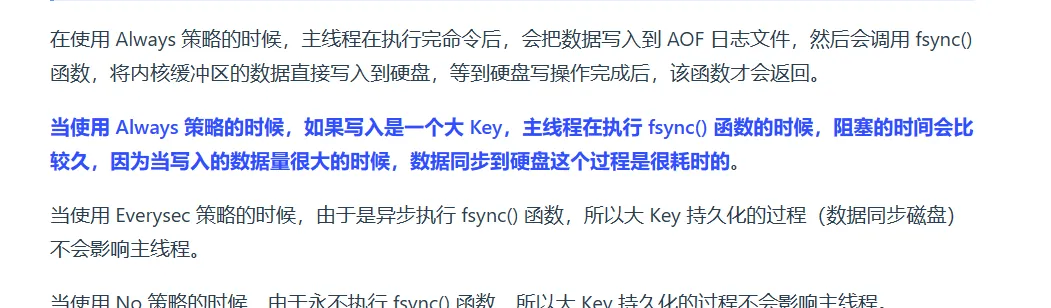 在使用 Always 策略的时候，主线程在执行完命令后，会把数据写入到 AOF 日志文件，然后会调用 fsync()
函数，将内核缓冲区的数据直接写入到硬盘，等到硬盘写操作完成后，该函数才会返回。
当使用 Always 策略的时候，如果写入是一个大 Key，主线程在执行 fsync() 函数的时候，阻塞的时间会比
较久，因为当写入的数据量很大的时候，数据同步到硬盘这个过程是很耗时的。
当使用 Everysec 策略的时候，由于是异步执行 fsync() 函数，所以大 Key 持久化的过程（数据同步磁盘）
不会影响主线程。
当使用 No 策略的时候，由于永不执行 fsync() 函数，所以大 Key 持久化的过程不会影响主线程。